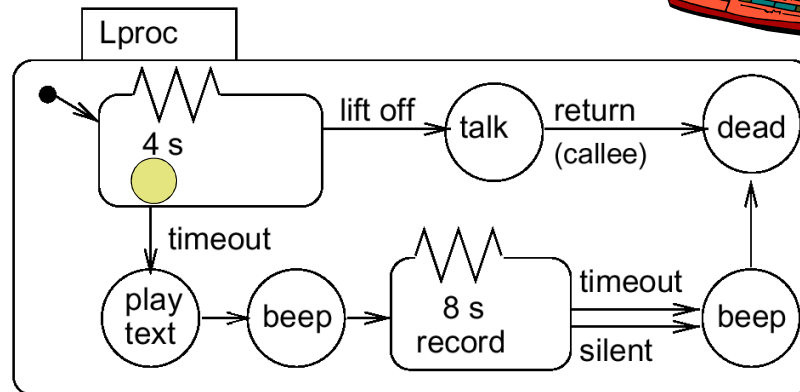 Lproc
lift off
talk
return
(callee)
dead
4 s
timeout
play
text
beep
8 s
record
timeout
silent
beep